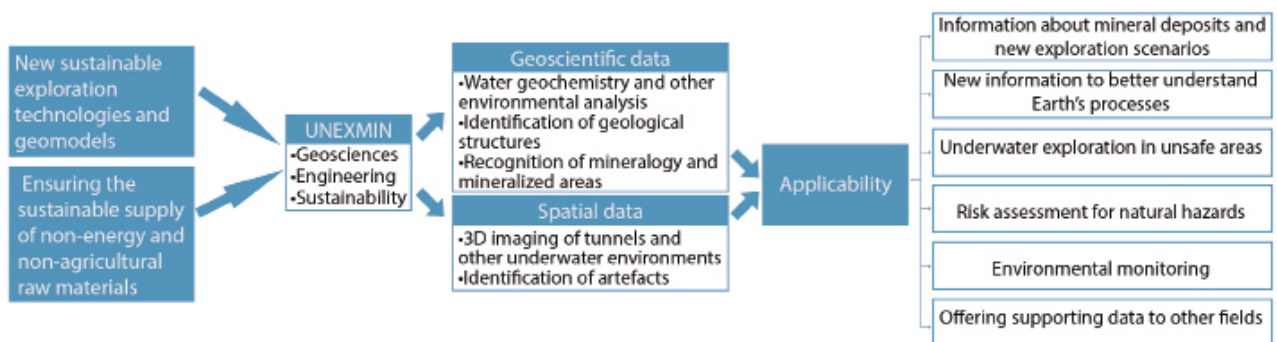 New sustainable
exploration
technologies and
geomodels
Ensuring the
sustainable supply
of non-energy and
non-agricultural
raw materials
UNEXMIN
•Geosciences
•Engineering
•Sustainability
Geoscientific data
•Water geochemistry and other
environmental analysis
•Identification of geological
structures
•Recognition of mineralogy and
mineralized areas
Spatial data
•3D imaging of tunnels and
other underwater environments
•Identification of artefacts
Applicability
Information about mineral deposits and
new exploration scenarios
New information to better understand
Earth's processes
Underwater exploration in unsafe areas
Risk assessment for natural hazards
Environmental monitoring
Offering supporting data to other fields